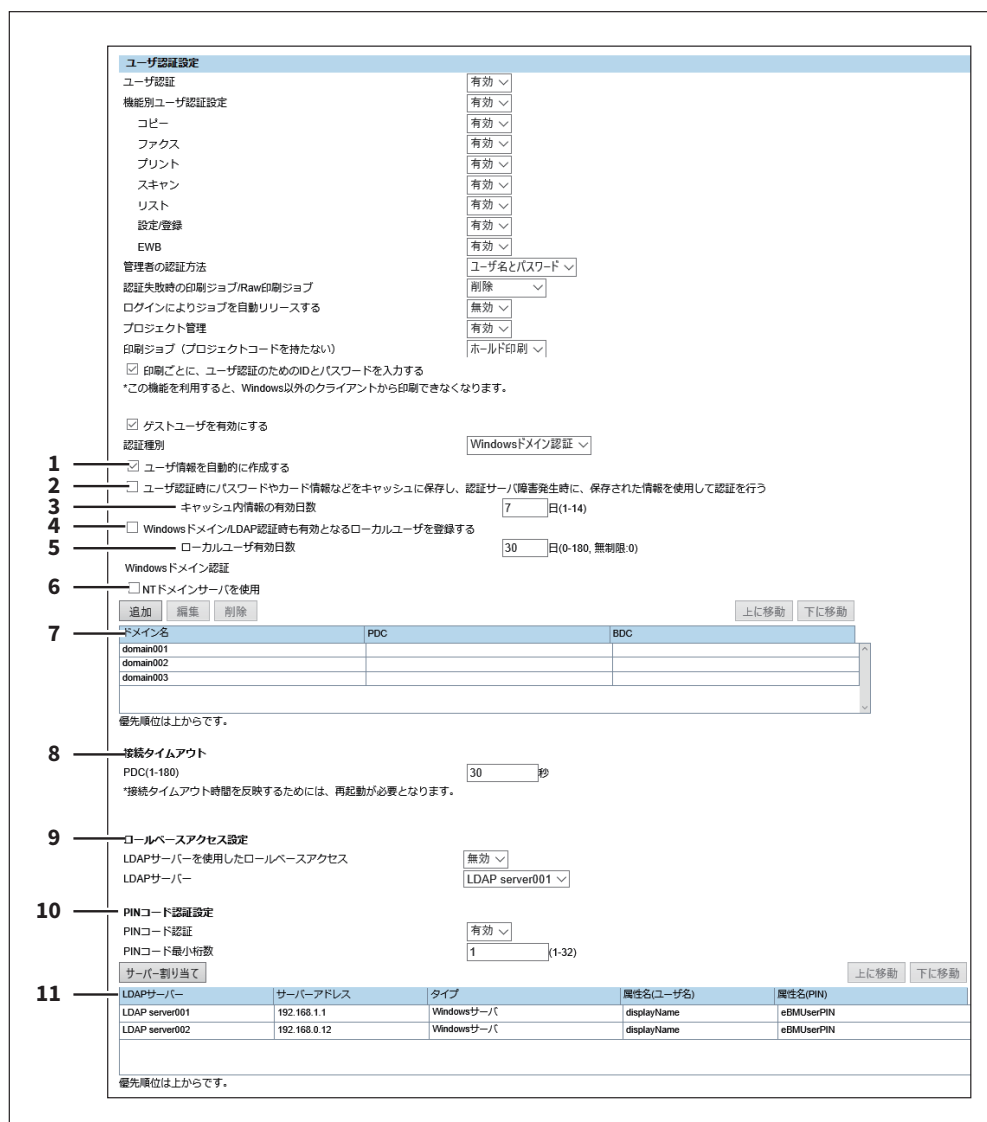 ユーザ認証設定
ユーザ認証 有効
機能別ユーザ認証設定 有効
コピー 有効
ファクス 有効
プリント 有効
スキャン 有効
リスト 有効
設定/登録 有効
EWB 有効
管理者の認証方法 ユーザ名とパスワード
認証失敗時の印刷ジョブ/Raw印刷ジョブ 削除
ログインによりジョブを自動リリースする 無効
プロジェクト管理 有効
印刷ジョブ（プロジェクトコードを持たない） ホールド印刷
印刷ごとに、ユーザ認証のためのIDとパスワードを入力する
*この機能を利用すると、Windows以外のクライアントから印刷できなくなります。
ゲストユーザを有効にする
認証種別 Windowsドメイン認証
1 ユーザ情報を自動的に作成する
2 ユーザ認証時にパスワードやカード情報などをキャッシュに保存し、認証サーバ障害発生時に、保存された情報を使用して認証を行う
3 キャッシュ内情報の有効日数 7 日(1-14)
4 Windowsドメイン/LDAP認証時も有効となるローカルユーザを登録する
5 ローカルユーザ有効日数 30 日(0-180, 無制限:0)
Windowsドメイン認証
6 NTドメインサーバを使用
追加 編集 削除 上に移動 下に移動
7 ドメイン名 PDC BDC
domain001
domain002
domain003
優先順位は上からです。
8 接続タイムアウト
PDC(1-180) 30 秒
*接続タイムアウト時間を反映するためには、再起動が必要となります。
9 ロールベースアクセス設定
LDAPサーバーを使用したロールベースアクセス 無効
LDAPサーバー LDAP server001
10 PINコード認証設定
PINコード認証 有効
PINコード最小桁数 1 (1-32)
サーバー割り当て 上に移動 下に移動
11 LDAPサーバー サーバーアドレス タイプ 属性名(ユーザ名) 属性名(PIN)
LDAP server001 192.168.1.1 Windowsサーバ displayName eBMUserPIN
LDAP server002 192.168.0.12 Windowsサーバ displayName eBMUserPIN
優先順位は上からです。